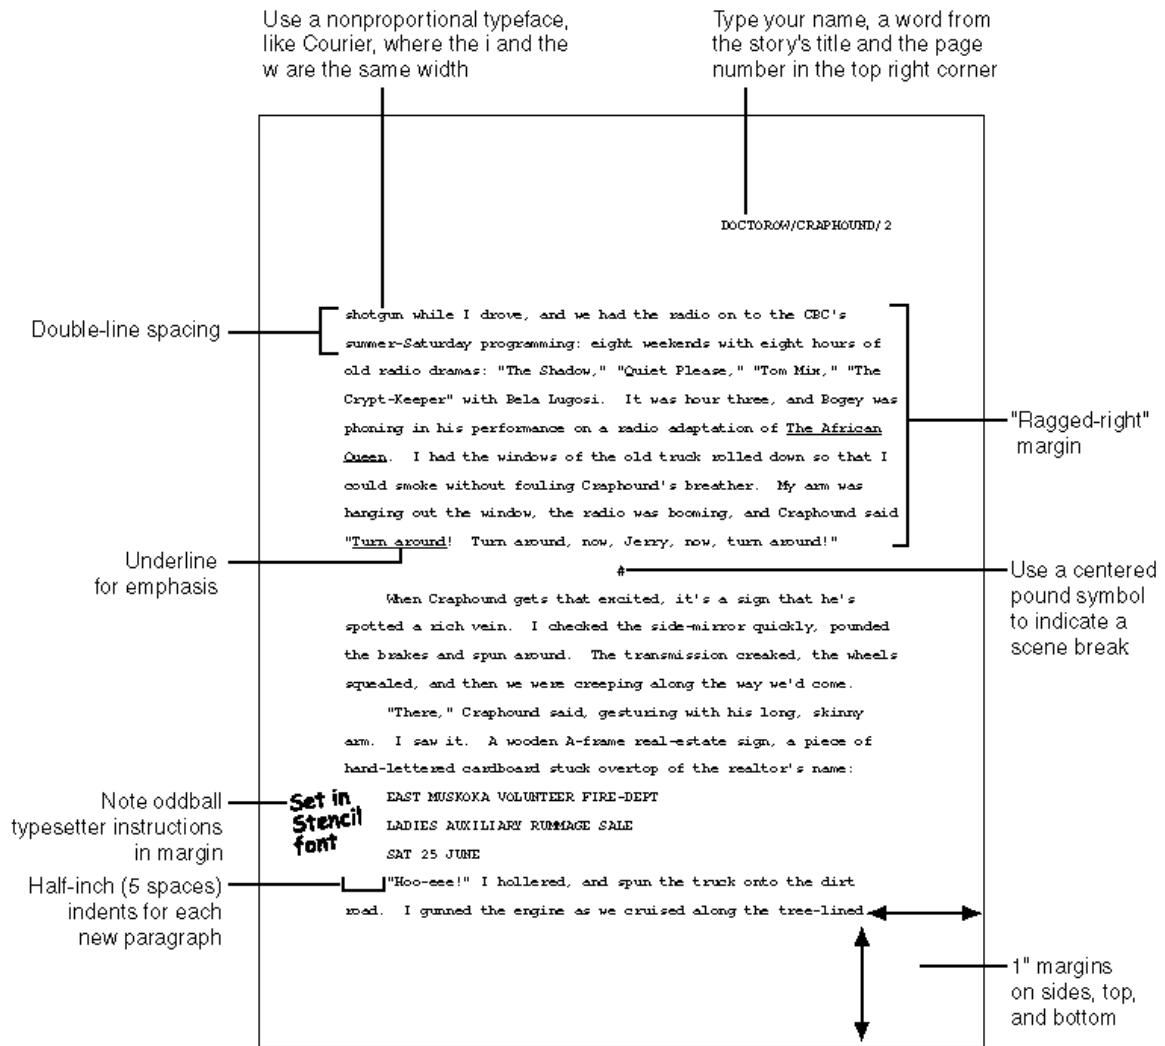 Use a nonproportional typeface,
like Courier, where the i and the
w are the same width
Type your name, a word from
the story's title and the page
number in the top right corner
DOCTOROW/CRAPHOUND/2
Double-line spacing
shotgun while I drove, and we had the radio on to the CBC's
summer-Saturday programming: eight weekends with eight hours of
old radio dramas: "The Shadow," "Quiet Please," "Tom Mix," "The
Crypt-Keeper" with Bela Lugosi.  It was hour three, and Bogey was
phoning in his performance on a radio adaptation of The African
Queen.  I had the windows of the old truck rolled down so that I
could smoke without fouling Craphound's breather.  My arm was
hanging out the window, the radio was booming, and Craphound said
"Turn around!  Turn around, now, Jerry, now, turn around!"
"Ragged-right"
margin
Underline
for emphasis
#
Use a centered
pound symbol
to indicate a
scene break
When Craphound gets that excited, it's a sign that he's
spotted a rich vein.  I checked the side-mirror quickly, pounded
the brakes and spun around.  The transmission creaked, the wheels
squealed, and then we were creeping along the way we'd come.
"There," Craphound said, gesturing with his long, skinny
arm.  I saw it.  A wooden A-frame real-estate sign, a piece of
hand-lettered cardboard stuck overtop of the realtor's name:
Note oddball
typesetter instructions
in margin
Set in
Stencil
font
EAST MUSKOKA VOLUNTEER FIRE-DEPT
LADIES AUXILIARY RUMMAGE SALE
SAT 25 JUNE
Half-inch (5 spaces)
indents for each
new paragraph
"Hoo-eee!" I hollered, and spun the truck onto the dirt
road.  I gunned the engine as we cruised along the tree-lined
1" margins
on sides, top,
and bottom